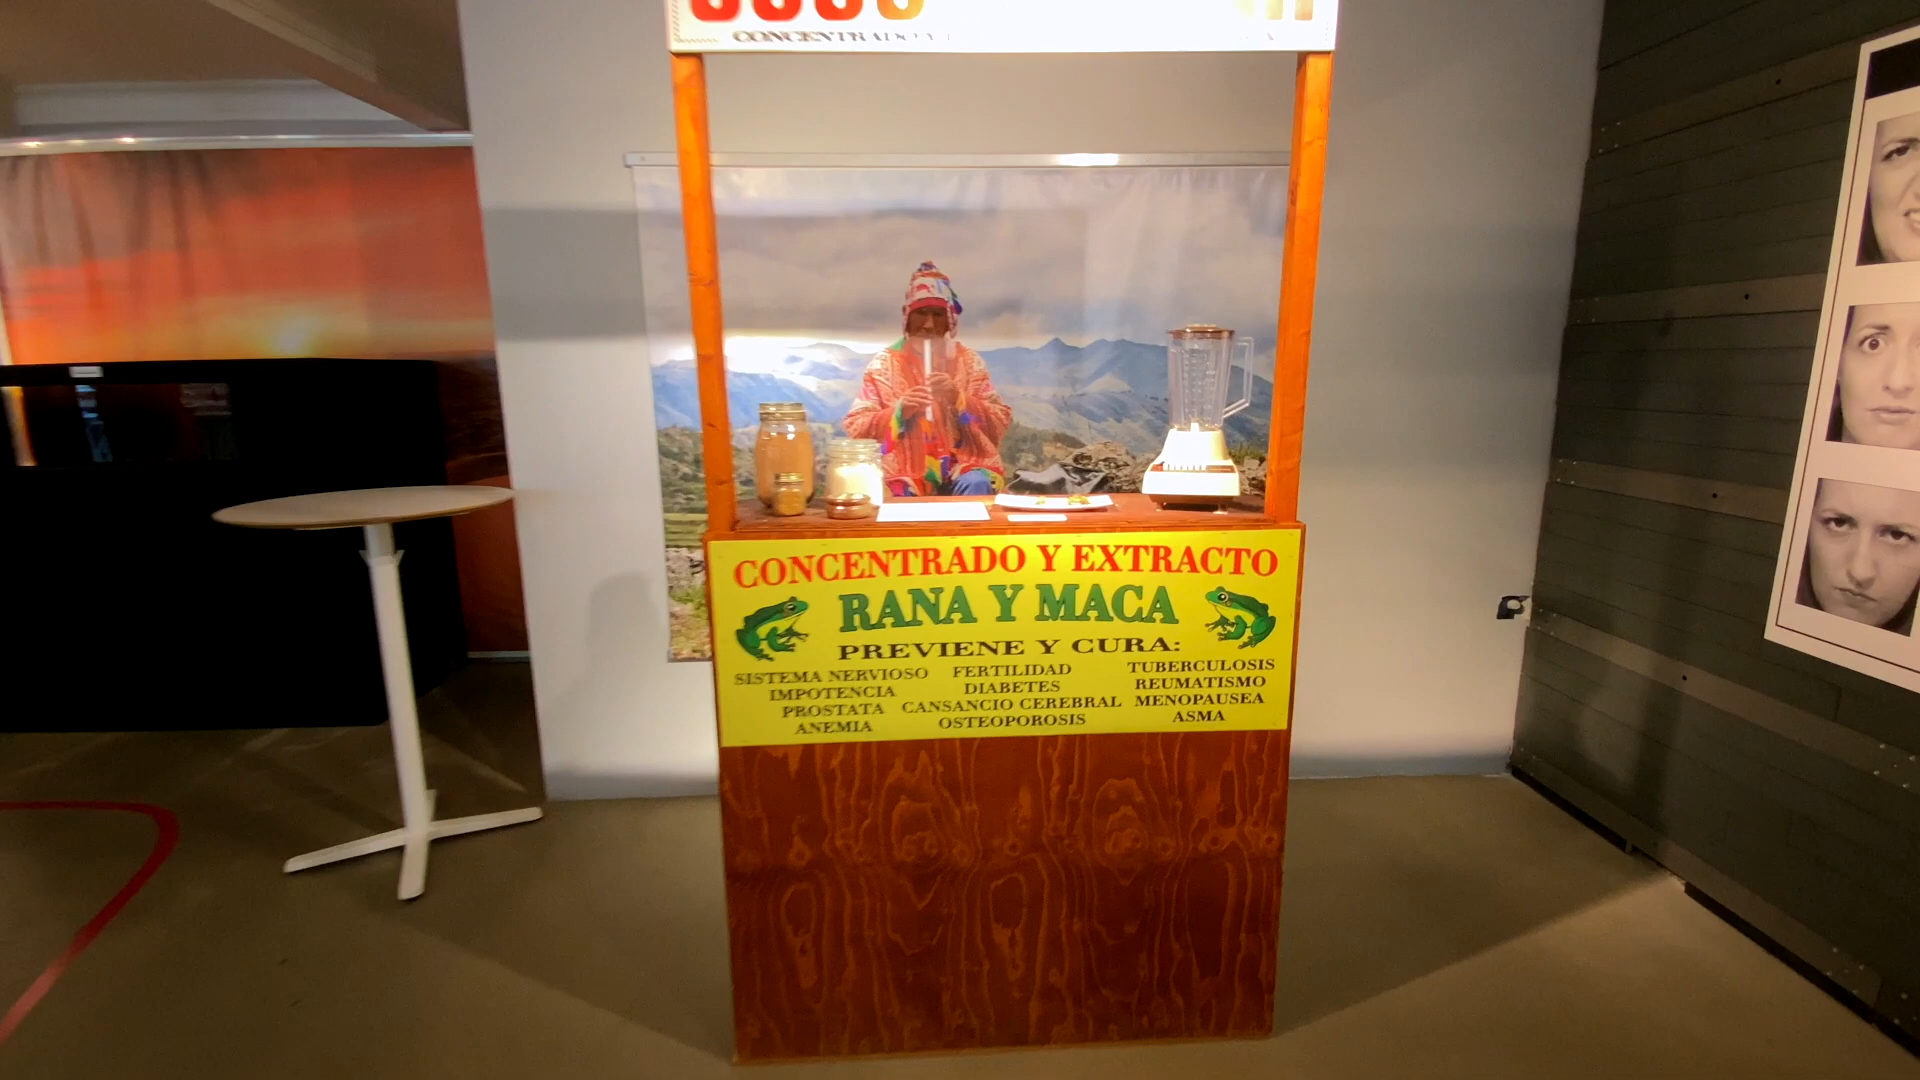 CONCENTRADO Y
CONCENTRADO Y EXTRACTO
RANA Y MACA
PREVIENE Y CURA:
SISTEMA NERVIOSO FERTILIDAD TUBERCULOSIS
IMPOTENCIA DIABETES REUMATISMO
PROSTATA CANSANCIO CEREBRAL MENOPAUSEA
ANEMIA OSTEOPOROSIS ASMA